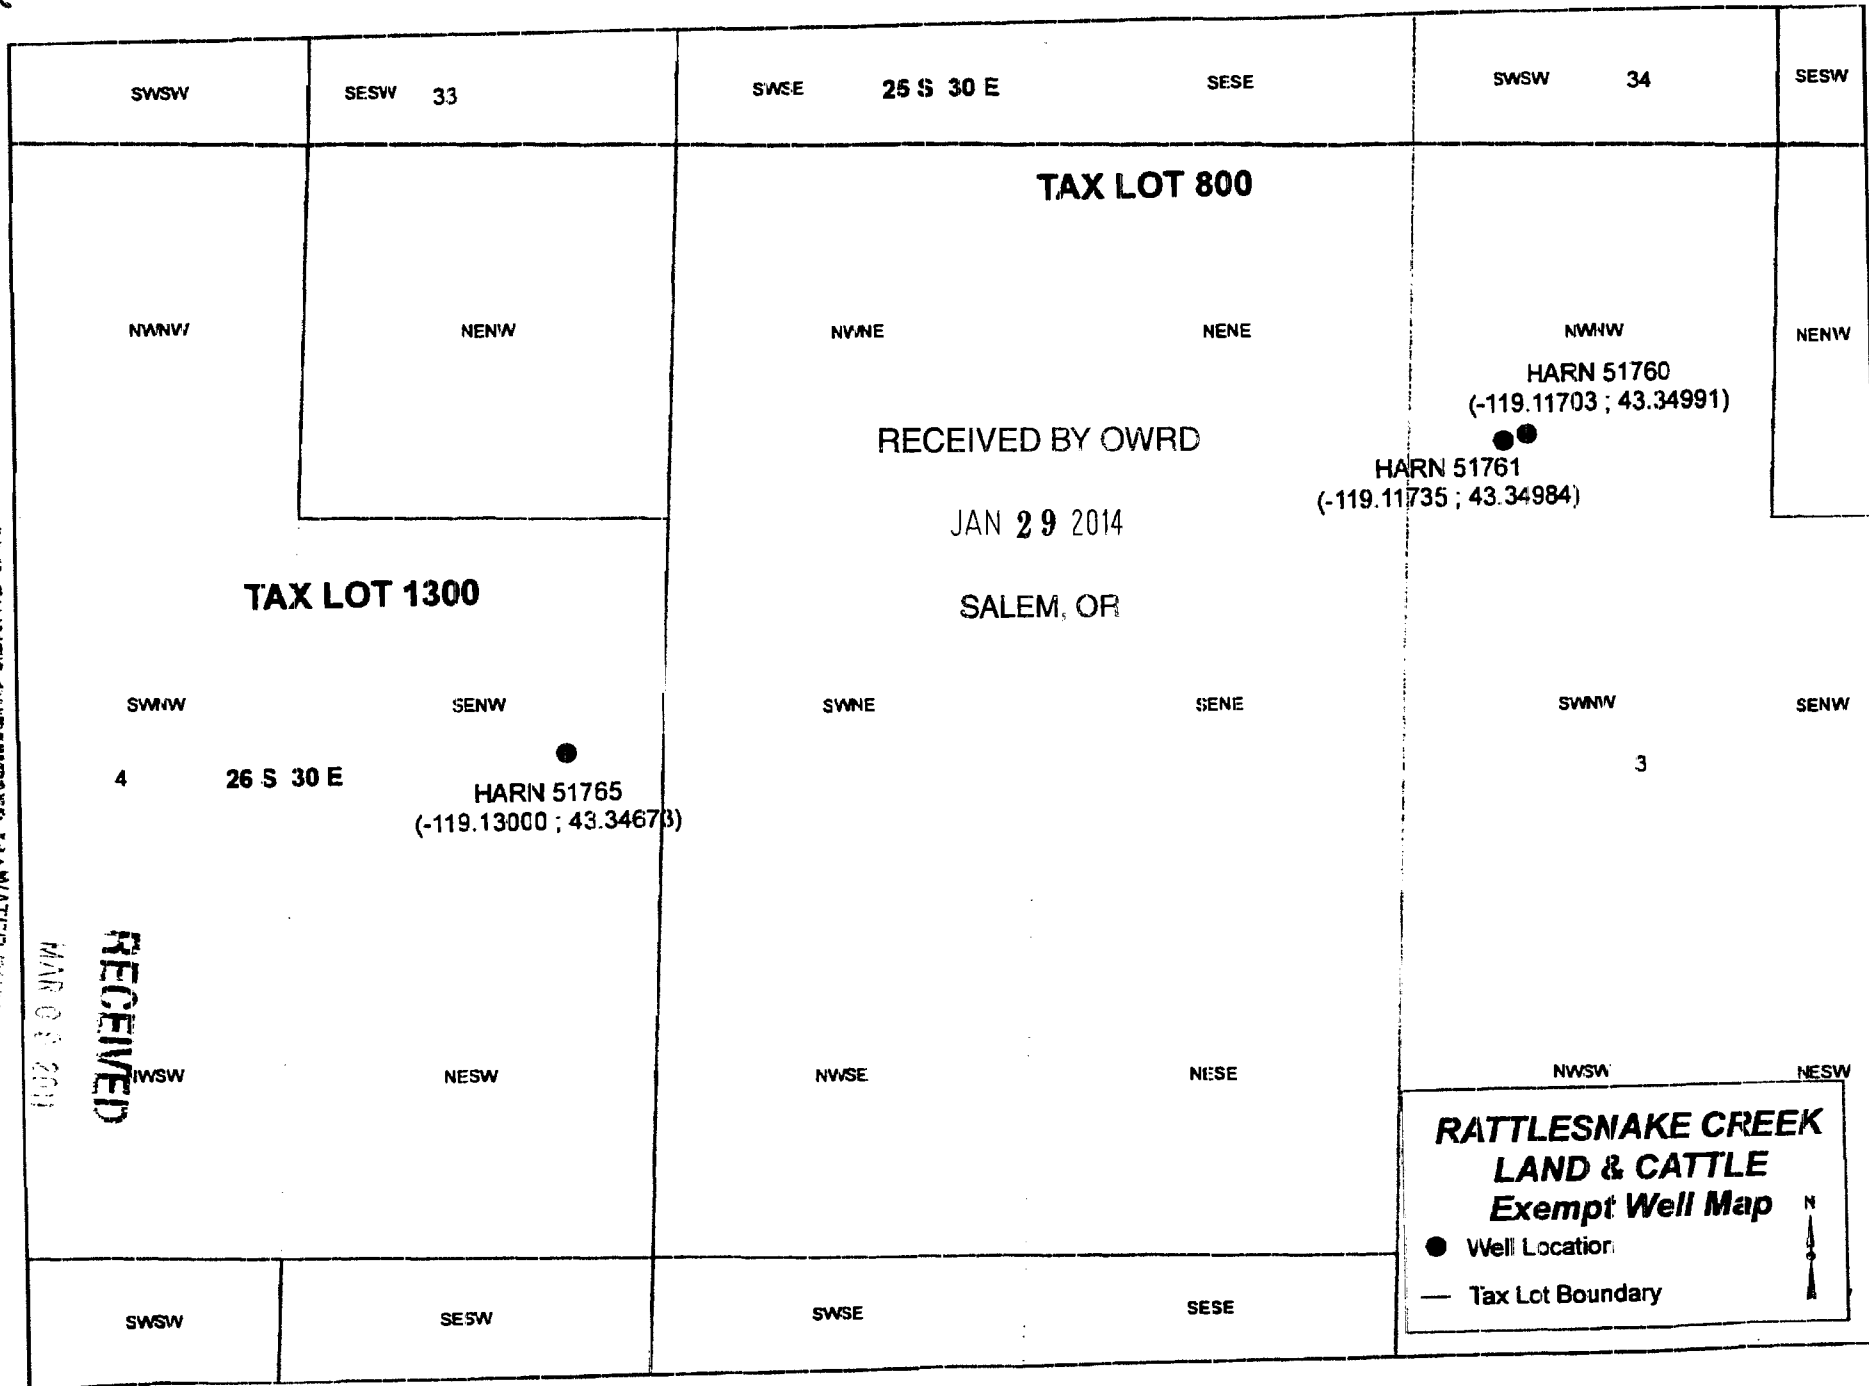 SWSW
SESW 33
SWSE 25 S 30 E SESE
SWSW 34
SESW
TAX LOT 800
NWNW
NENW
NWNE
NENE
NWNW
NENW
HARN 51760
(-119.11703 ; 43.34991)
HARN 51761
(-119.11735 ; 43.34984)
RECEIVED BY OWRD
JAN 29 2014
SALEM, OR
TAX LOT 1300
SWNW
SENW
SWNE
SENE
SWNW
SENW
4 26 S 30 E
3
HARN 51765
(-119.13000 ; 43.34673)
RECEIVED
NWSW
NESW
NWSE
NESE
NWSW
NESW
RATTLESNAKE CREEK
LAND & CATTLE
Exempt Well Map
N
Well Location
Tax Lot Boundary
SWSW
SESW
SWSE
SESE